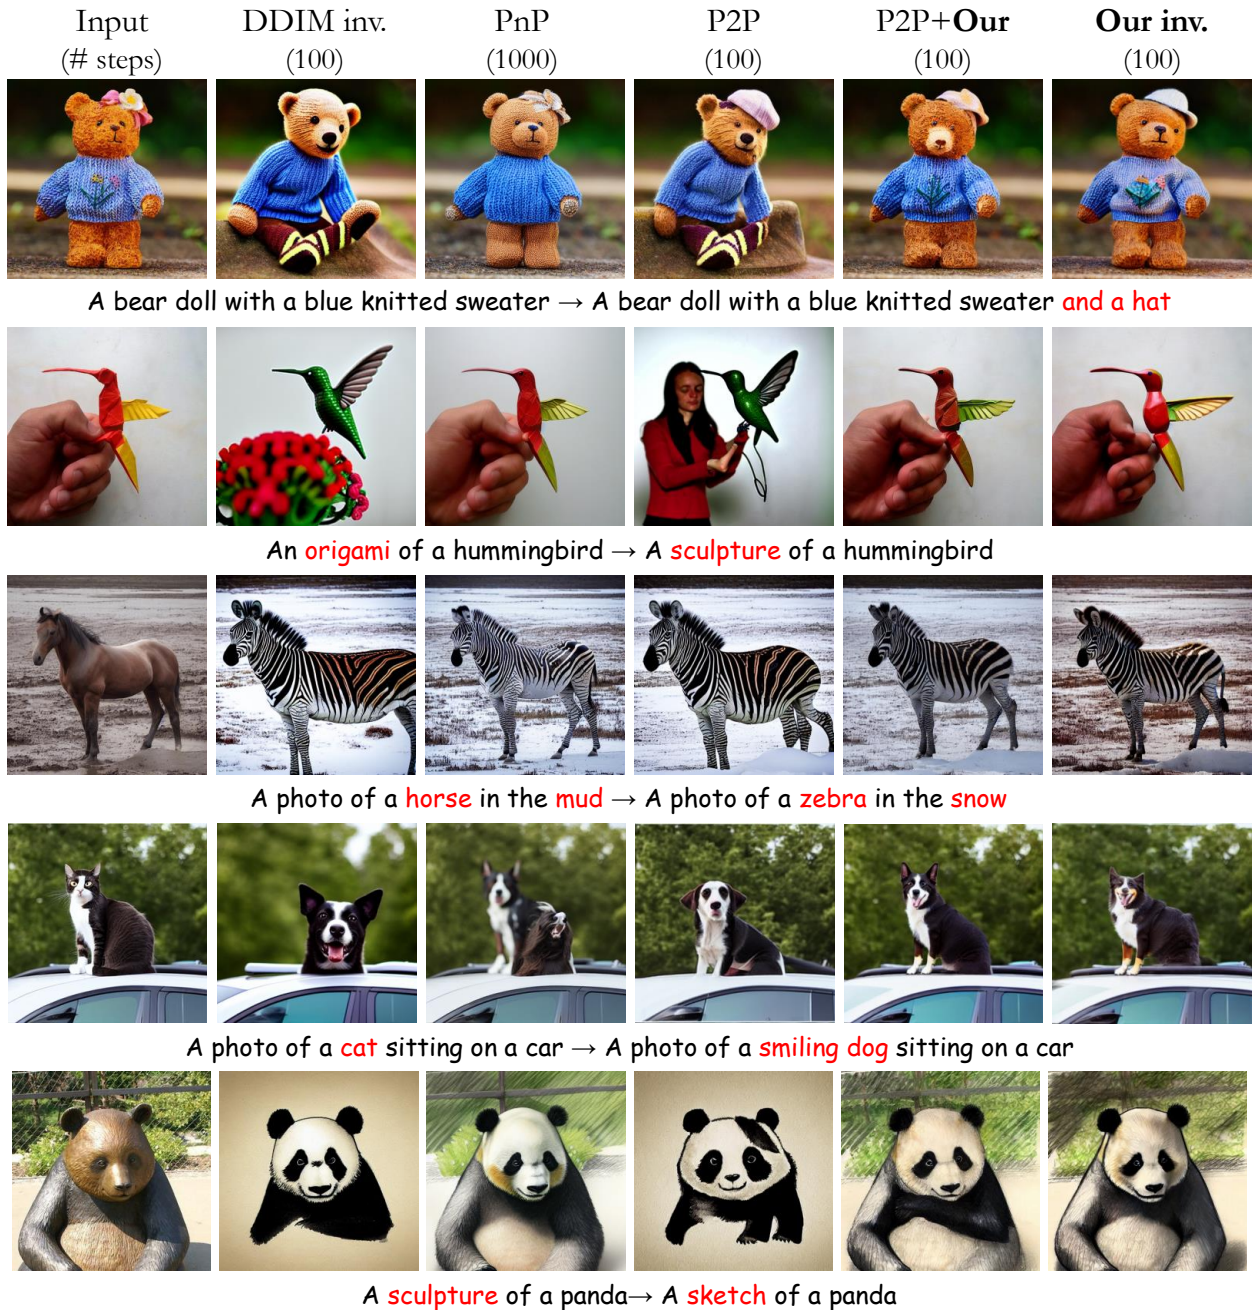 Input DDIM inv. PnP P2P P2P+Our Our inv.
(# steps) (100) (1000) (100) (100) (100)
A bear doll with a blue knitted sweater → A bear doll with a blue knitted sweater and a hat
An origami of a hummingbird → A sculpture of a hummingbird
A photo of a horse in the mud → A photo of a zebra in the snow
A photo of a cat sitting on a car → A photo of a smiling dog sitting on a car
A sculpture of a panda→ A sketch of a panda